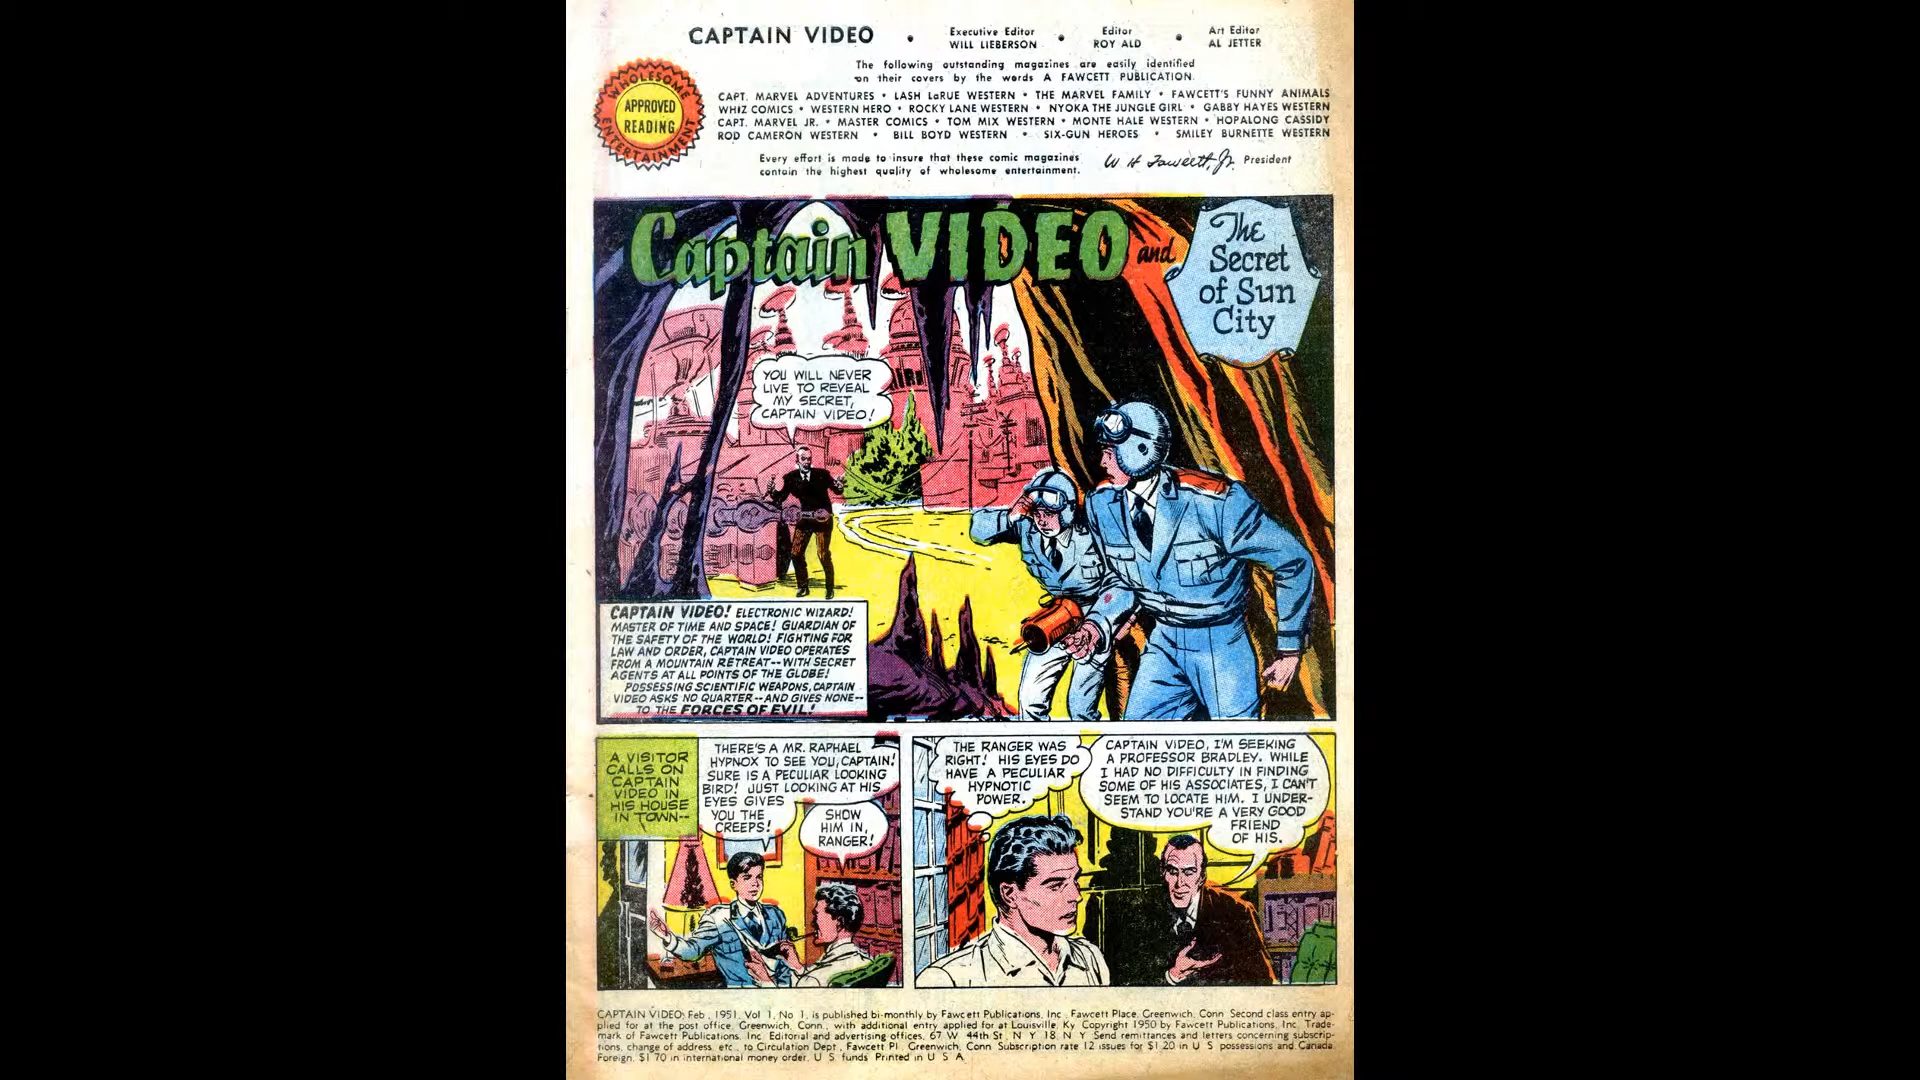 CAPTAIN VIDEO • Executive Editor WILL LIEBERSON • Editor ROY ALD • Art Editor AL JETTER
The following outstanding magazines are easily identified
on their covers by the words A FAWCETT PUBLICATION.
WHOLESOME
APPROVED
READING
ENTERTAINMENT
CAPT. MARVEL ADVENTURES • LASH LaRUE WESTERN • THE MARVEL FAMILY • FAWCETT'S FUNNY ANIMALS
WHIZ COMICS • WESTERN HERO • ROCKY LANE WESTERN • NYOKA THE JUNGLE GIRL • GABBY HAYES WESTERN
CAPT. MARVEL JR. • MASTER COMICS • TOM MIX WESTERN • MONTE HALE WESTERN • HOPALONG CASSIDY
ROD CAMERON WESTERN • BILL BOYD WESTERN • SIX-GUN HEROES • SMILEY BURNETTE WESTERN
Every effort is made to insure that these comic magazines
contain the highest quality of wholesome entertainment.
W H Fawcett, Jr. President
Captain VIDEO and
The
Secret
of Sun
City
YOU WILL NEVER
LIVE TO REVEAL
MY SECRET,
CAPTAIN VIDEO!
CAPTAIN VIDEO! ELECTRONIC WIZARD!
MASTER OF TIME AND SPACE! GUARDIAN OF
THE SAFETY OF THE WORLD! FIGHTING FOR
LAW AND ORDER, CAPTAIN VIDEO OPERATES
FROM A MOUNTAIN RETREAT--WITH SECRET
AGENTS AT ALL POINTS OF THE GLOBE!
POSSESSING SCIENTIFIC WEAPONS, CAPTAIN
VIDEO ASKS NO QUARTER--AND GIVES NONE--
TO THE FORCES OF EVIL!
A VISITOR
CALLS ON
CAPTAIN
VIDEO IN
HIS HOUSE
IN TOWN--
THERE'S A MR. RAPHAEL
HYPNOX TO SEE YOU, CAPTAIN!
SURE IS A PECULIAR LOOKING
BIRD! JUST LOOKING AT HIS
EYES GIVES
YOU THE
CREEPS!
SHOW
HIM IN,
RANGER!
THE RANGER WAS
RIGHT! HIS EYES DO
HAVE A PECULIAR
HYPNOTIC
POWER.
CAPTAIN VIDEO, I'M SEEKING
A PROFESSOR BRADLEY. WHILE
I HAD NO DIFFICULTY IN FINDING
SOME OF HIS ASSOCIATES, I CAN'T
SEEM TO LOCATE HIM. I UNDER-
STAND YOU'RE A VERY GOOD
FRIEND
OF HIS.
CAPTAIN VIDEO, Feb., 1951, Vol 1, No 1, is published bi-monthly by Fawcett Publications, Inc., Fawcett Place, Greenwich, Conn. Second class entry ap-
plied for at the post office, Greenwich, Conn., with additional entry applied for at Louisville, Ky. Copyright 1950 by Fawcett Publications, Inc. Trade-
mark of Fawcett Publications, Inc. Editorial and advertising offices, 67 W. 44th St., N. Y. 18, N. Y. Send remittances and letters concerning subscrip-
tions, change of address, etc., to Circulation Dept., Fawcett Pl., Greenwich, Conn. Subscription rate 12 issues for $1.20 in U. S. possessions and Canada.
Foreign, $1.70 in international money order, U. S. funds. Printed in U. S. A.